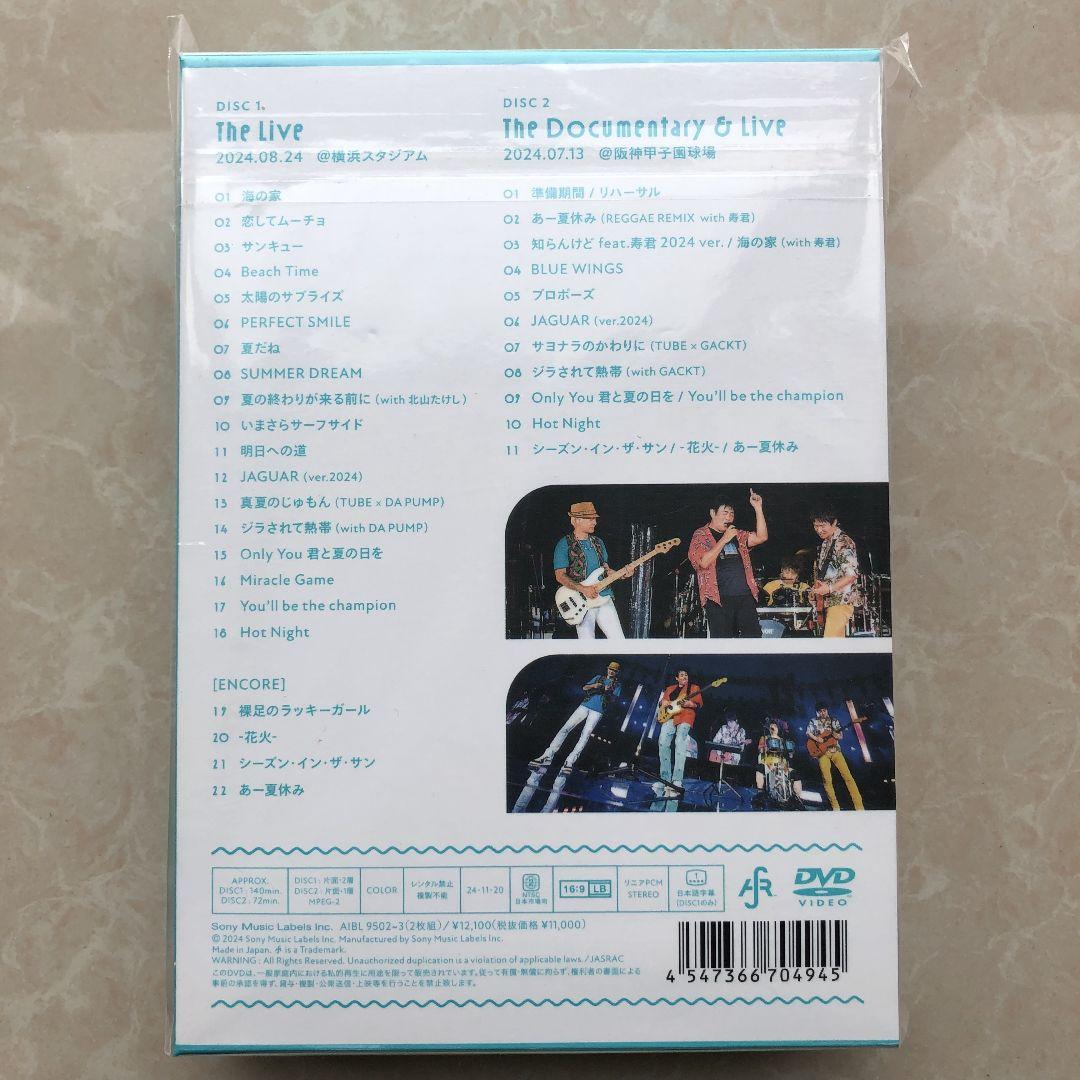 DISC 1
The Live
2024.08.24 @横浜スタジアム
01 海の家
02 恋してムーチョ
03 サンキュー
04 Beach Time
05 太陽のサプライズ
06 PERFECT SMILE
07 夏だね
08 SUMMER DREAM
09 夏の終わりが来る前に (with 北山たけし)
10 いまさらサーフサイド
11 明日への道
12 JAGUAR (ver.2024)
13 真夏のじゅもん (TUBE × DA PUMP)
14 ジラされて熱帯 (with DA PUMP)
15 Only You 君と夏の日を
16 Miracle Game
17 You'll be the champion
18 Hot Night
[ENCORE]
19 裸足のラッキーガール
20 -花火-
21 シーズン・イン・ザ・サン
22 あー夏休み
DISC 2
The Documentary & Live
2024.07.13 @阪神甲子園球場
01 準備期間 / リハーサル
02 あー夏休み (REGGAE REMIX with 寿君)
03 知らんけど feat.寿君 2024 ver. / 海の家 (with 寿君)
04 BLUE WINGS
05 プロポーズ
06 JAGUAR (ver.2024)
07 サヨナラのかわりに (TUBE × GACKT)
08 ジラされて熱帯 (with GACKT)
09 Only You 君と夏の日を / You'll be the champion
10 Hot Night
11 シーズン・イン・ザ・サン / -花火- / あー夏休み
APPROX.
DISC1: 140min.
DISC2: 72min.
DISC1: 片面・2層
DISC2: 片面・1層
MPEG-2
COLOR
レンタル禁止
複製不能
24・11・20
2
NTSC
日本市場向
16:9 LB
リニアPCM
STEREO
1
日本語字幕
(DISC1のみ)
DVD
VIDEO
Sony Music Labels Inc. AIBL 9502~3(2枚組)/ ¥12,100(税抜価格 ¥11,000)
© 2024 Sony Music Labels Inc. Manufactured by Sony Music Labels Inc.
Made in Japan. is a Trademark.
WARNING : All Rights Reserved. Unauthorized duplication is a violation of applicable laws. /JASRAC
このDVDは、一般家庭内における私的再生に用途を限って販売されています。従って有償・無償に拘らず、権利者の書面による
事前の承認を得ず、貸与・複製・公衆送信・上映等を行うことを禁止致します。
4 547366 704945